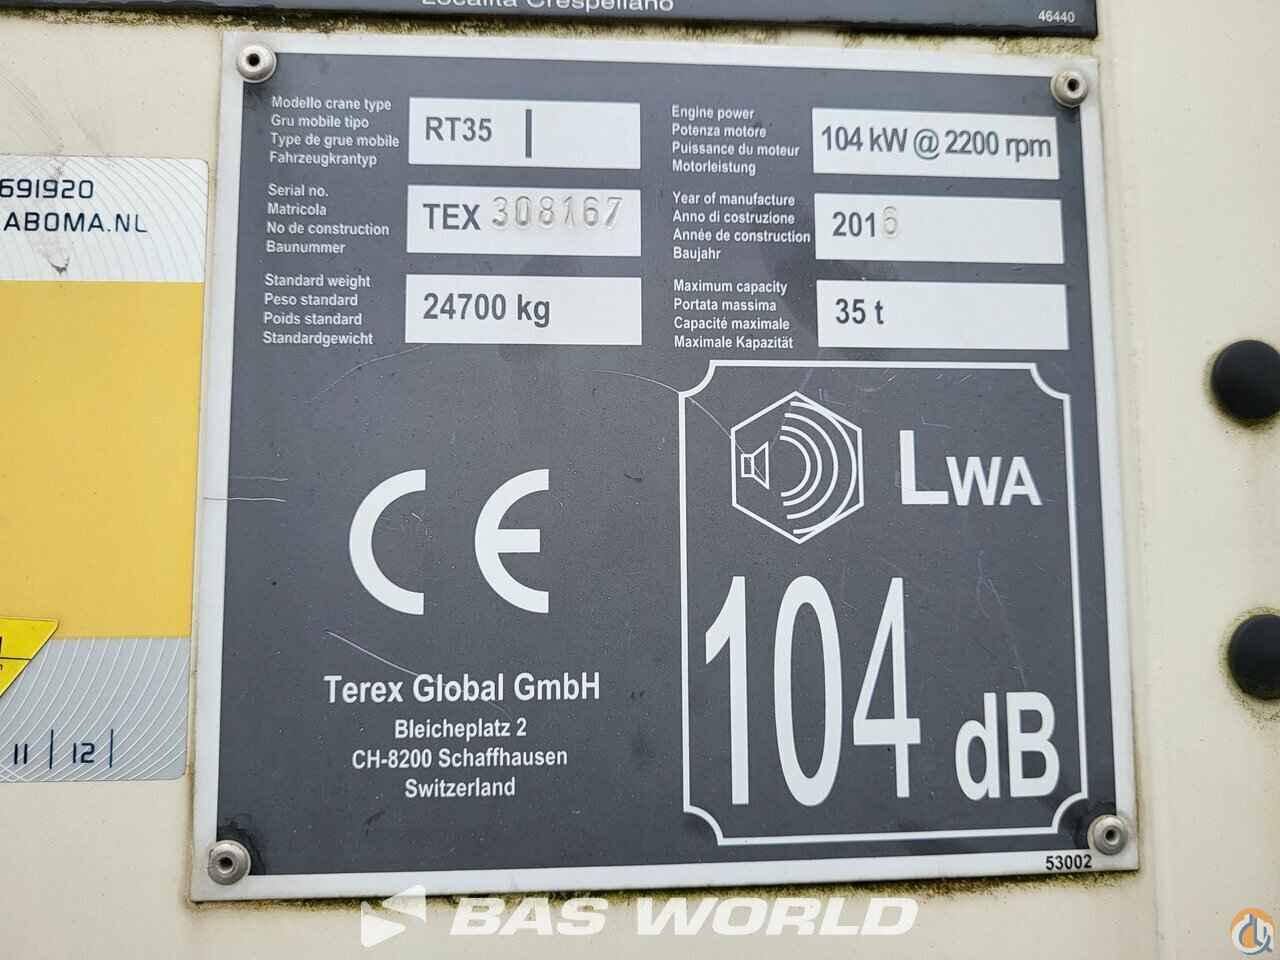 Località Crespellano
46440
691920
ABOMA.NL
11 | 12 |
Modello crane type
Gru mobile tipo
Type de grue mobile
Fahrzeugkrantyp
RT35 |
Engine power
Potenza motore
Puissance du moteur
Motorleistung
104 kW @ 2200 rpm
Serial no.
Matricola
No de construction
Baunummer
TEX 308167
Year of manufacture
Anno di costruzione
Année de construction
Baujahr
2016
Standard weight
Peso standard
Poids standard
Standardgewicht
24700 kg
Maximum capacity
Portata massima
Capacité maximale
Maximale Kapazität
35 t
CE
LWA
104 dB
Terex Global GmbH
Bleicheplatz 2
CH-8200 Schaffhausen
Switzerland
53002
BAS WORLD